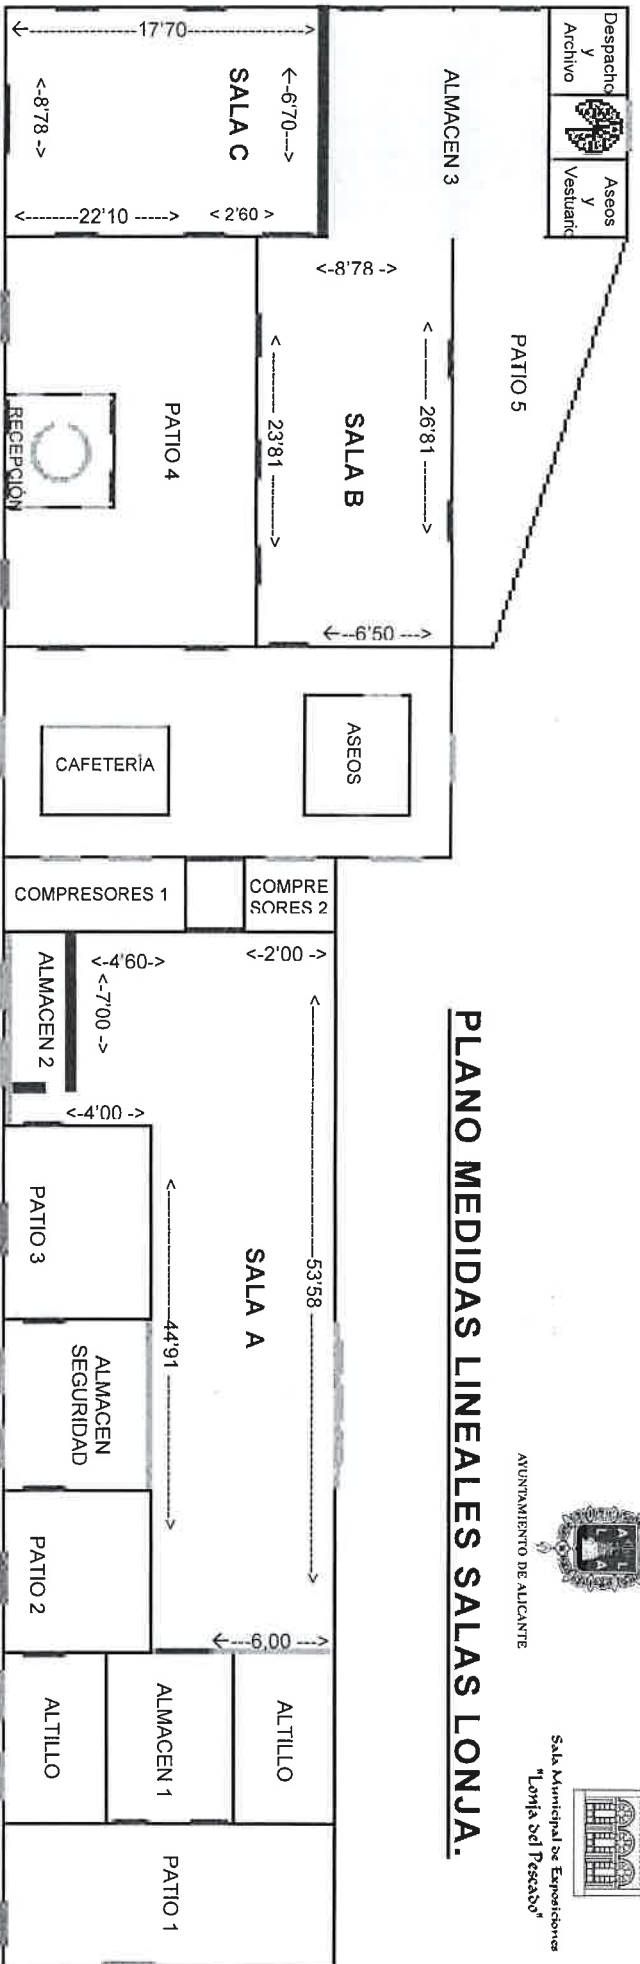 Despacho
y
Archivo
Aseos
y
Vestuario
ALMACEN 3
PATIO 5
<-----------17'70----------->
SALA C
<-6'70--->
<-8'78 ->
<--------22'10 ----->
< 2'60 >
<-8'78 ->
< -------- 26'81 -------->
SALA B
< -------- 23'81 -------->
<--6'50 --->
PATIO 4
RECEPCIÓN
ASEOS
CAFETERÍA
COMPRESORES 1
COMPRE
SORES 2
ALMACEN 2
<-4'60->
<-7'00 ->
<-2'00 ->
<-4'00 ->
<----------------53'58 ---------------->
SALA A
<----------------44'91 ---------------->
PATIO 3
ALMACEN
SEGURIDAD
PATIO 2
<---6,00 --->
ALTILLO
ALMACEN 1
ALTILLO
PATIO 1
PLANO MEDIDAS LINEALES SALAS LONJA.
AYUNTAMIENTO DE ALICANTE
Sala Municipal de Exposiciones
"Lonja del Pescado"